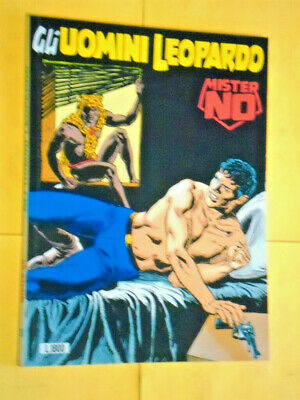 Gli UOMINI LEOPARDO
MISTER
NO
L.1800